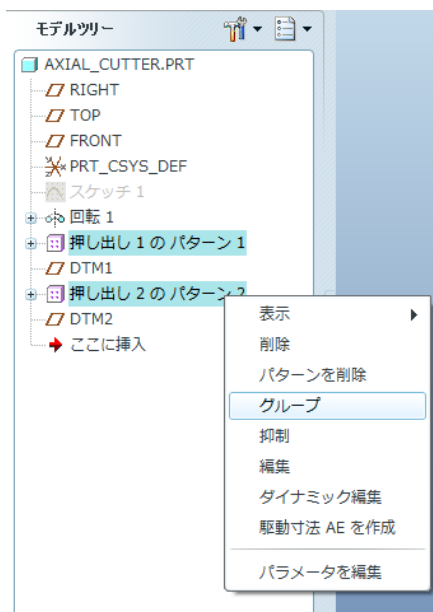 モデルツリー
AXIAL_CUTTER.PRT
RIGHT
TOP
FRONT
PRT_CSYS_DEF
スケッチ 1
回転 1
押し出し 1 の パターン 1
DTM1
押し出し 2 の パターン 2
DTM2
ここに挿入
表示
削除
パターンを削除
グループ
抑制
編集
ダイナミック編集
駆動寸法 AE を作成
パラメータを編集